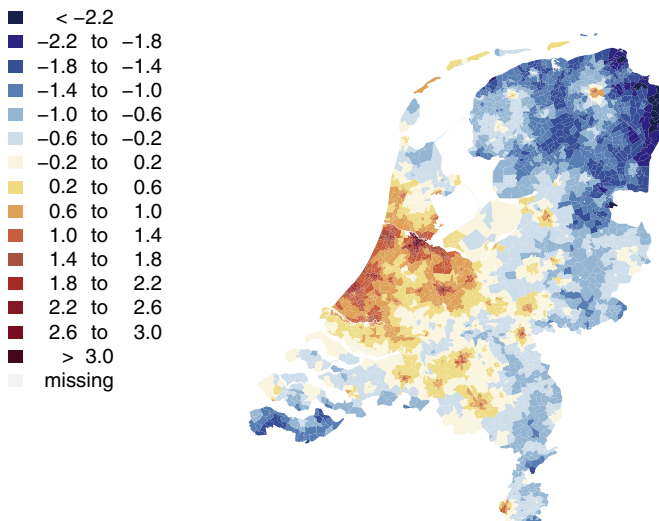 < −2.2
−2.2 to −1.8
−1.8 to −1.4
−1.4 to −1.0
−1.0 to −0.6
−0.6 to −0.2
−0.2 to 0.2
0.2 to 0.6
0.6 to 1.0
1.0 to 1.4
1.4 to 1.8
1.8 to 2.2
2.2 to 2.6
2.6 to 3.0
> 3.0
missing